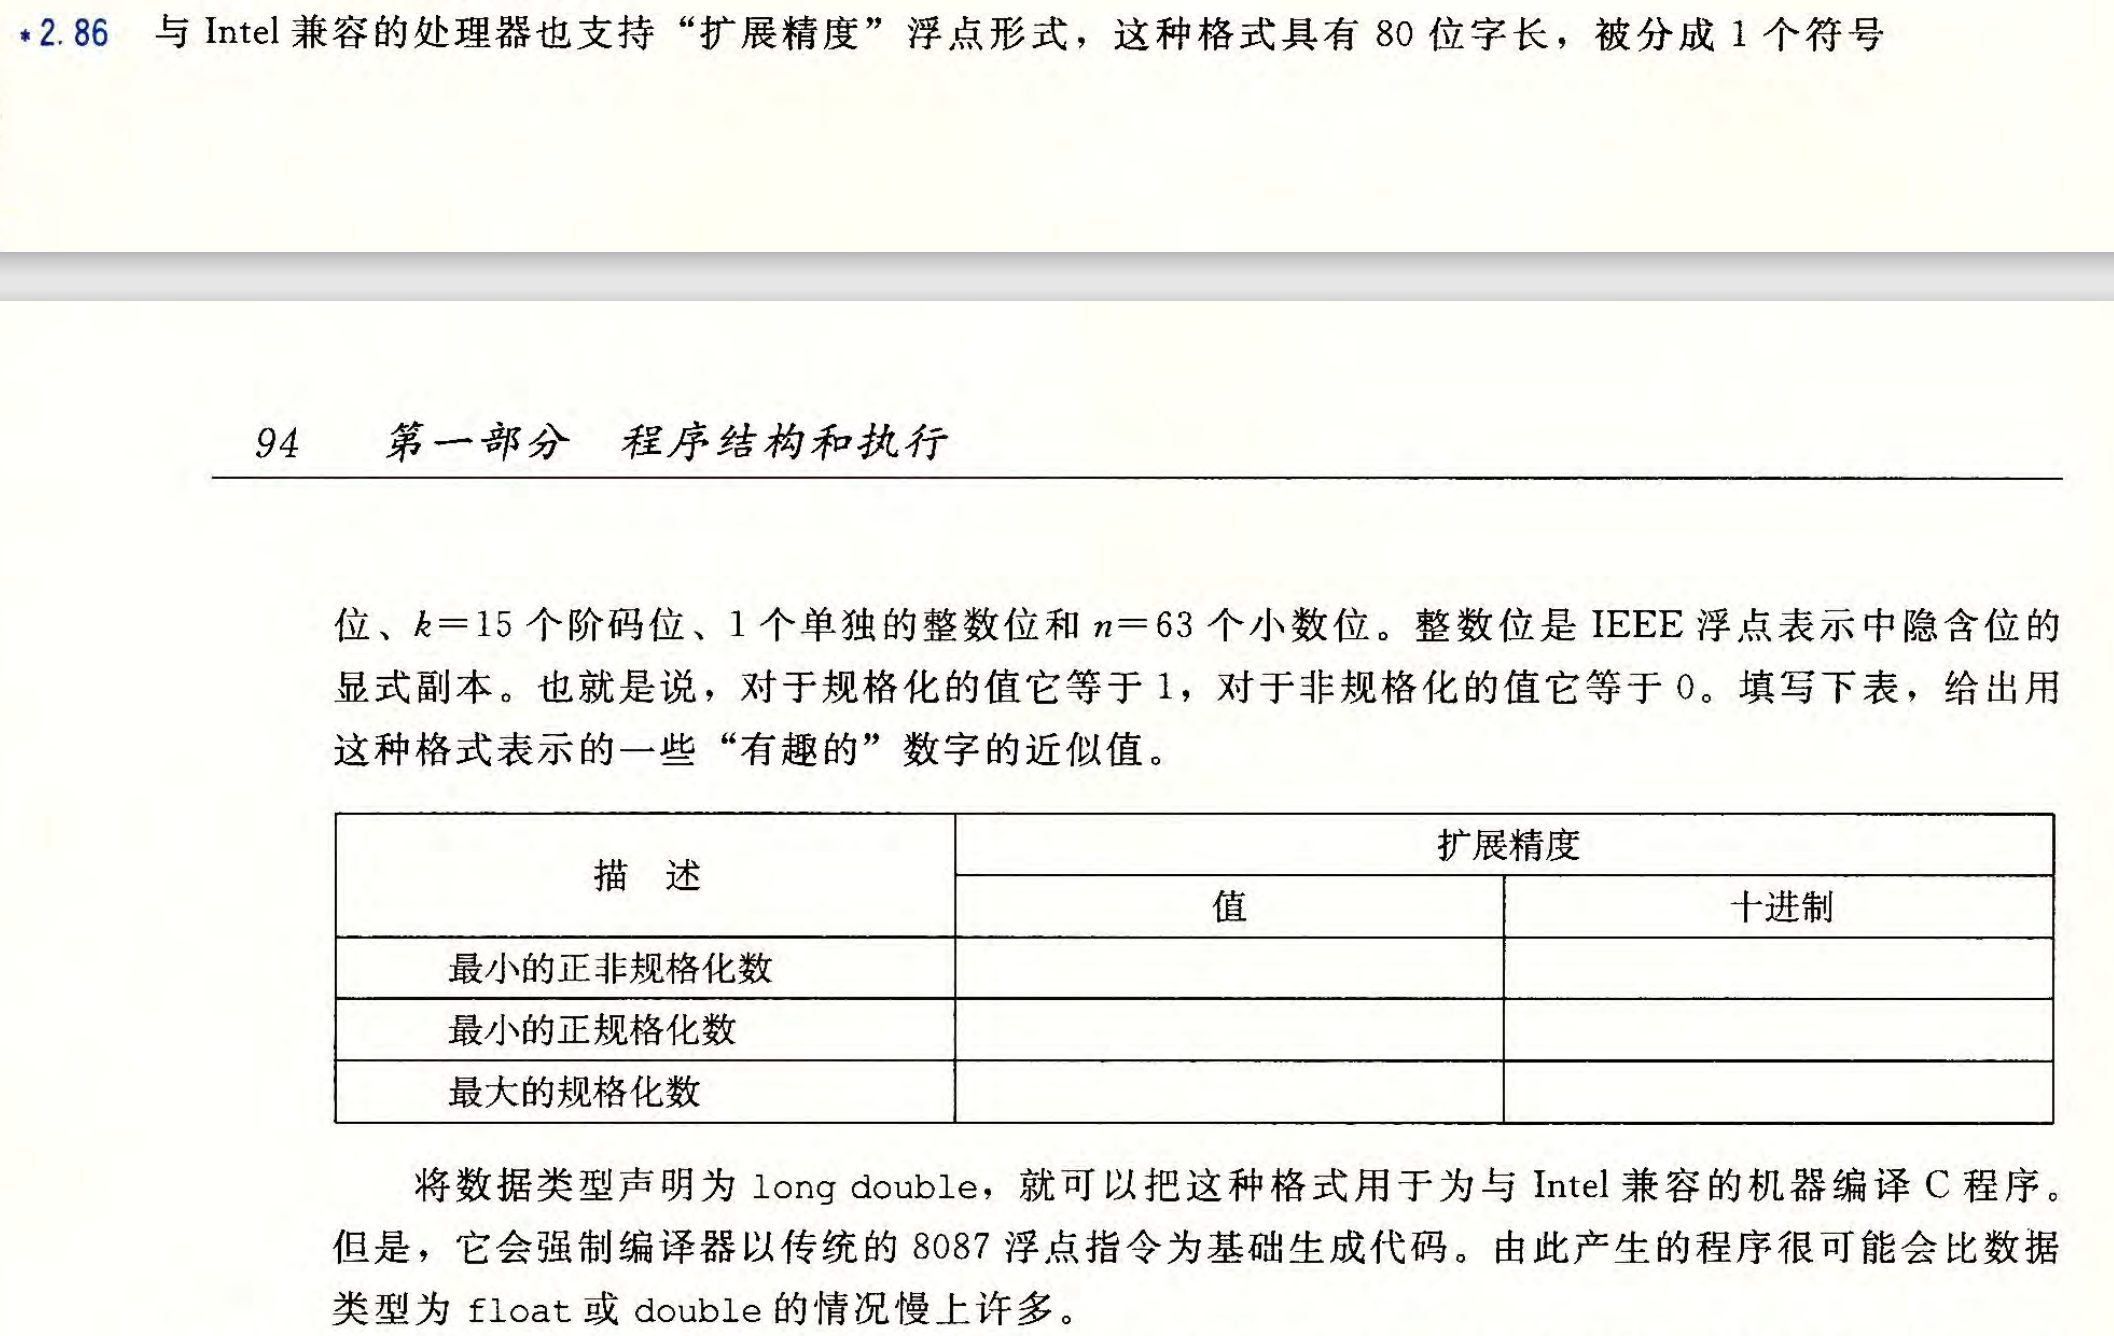 *2.86 与 Intel 兼容的处理器也支持“扩展精度”浮点形式，这种格式具有 80 位字长，被分成 1 个符号
94 第一部分 程序结构和执行
位、k=15 个阶码位、1 个单独的整数位和 n=63 个小数位。整数位是 IEEE 浮点表示中隐含位的
显式副本。也就是说，对于规格化的值它等于 1，对于非规格化的值它等于 0。填写下表，给出用
这种格式表示的一些“有趣的”数字的近似值。
描 述
扩展精度
值
十进制
最小的正非规格化数
最小的正规格化数
最大的规格化数
将数据类型声明为 long double，就可以把这种格式用于为与 Intel 兼容的机器编译 C 程序。
但是，它会强制编译器以传统的 8087 浮点指令为基础生成代码。由此产生的程序很可能会比数据
类型为 float 或 double 的情况慢上许多。